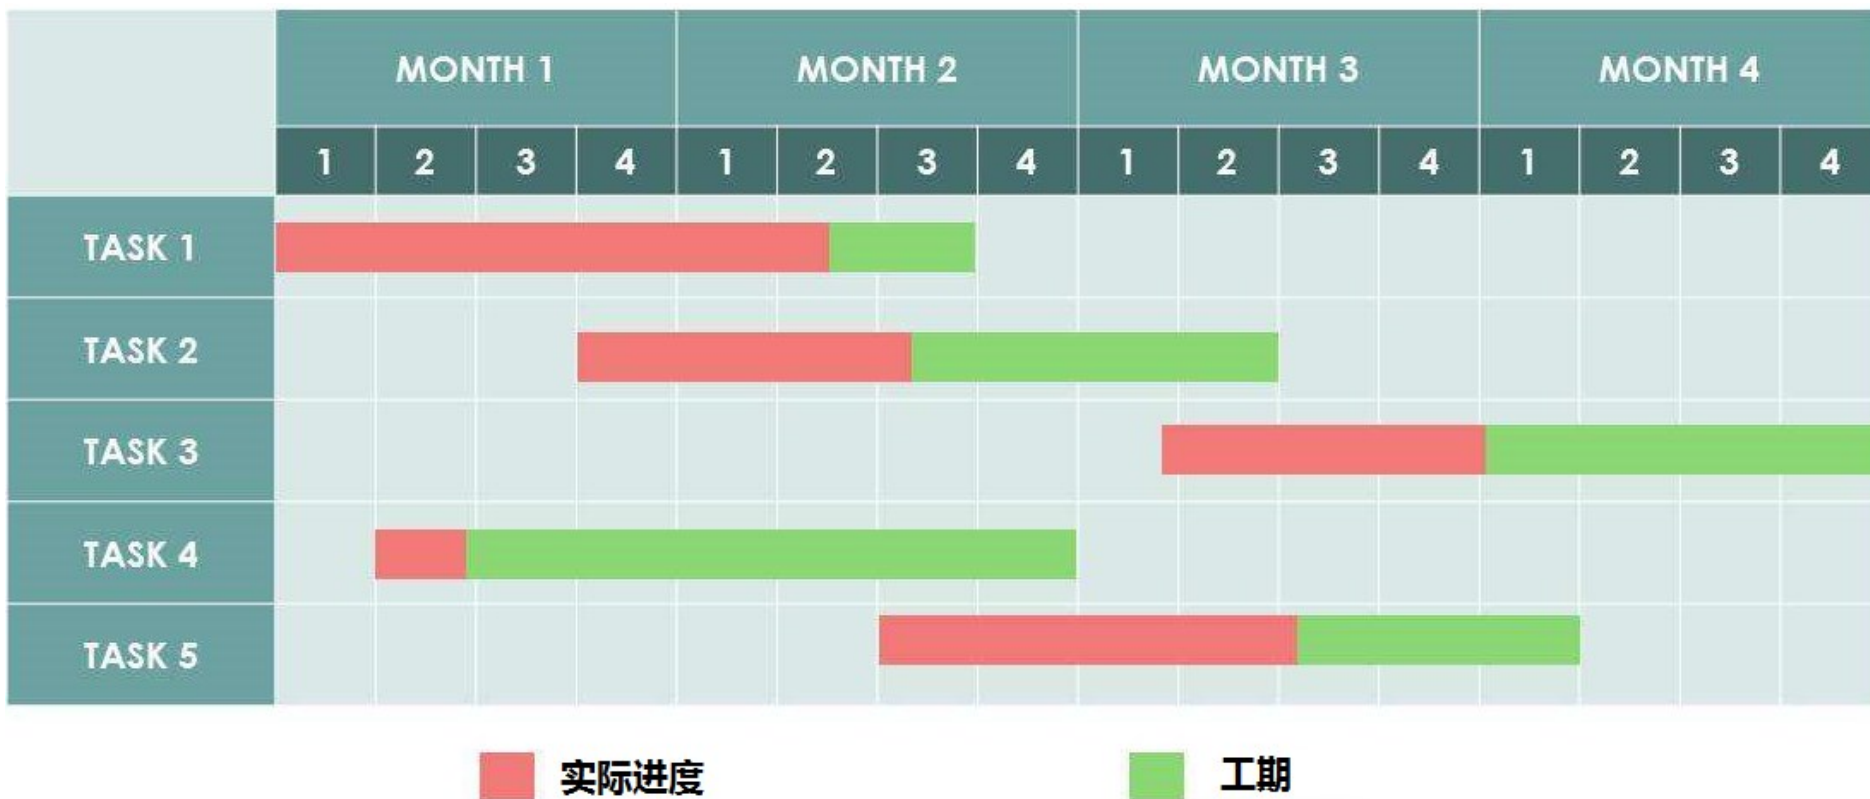 MONTH 1 MONTH 2 MONTH 3 MONTH 4
1 2 3 4 1 2 3 4 1 2 3 4 1 2 3 4
TASK 1
TASK 2
TASK 3
TASK 4
TASK 5
实际进度 工期